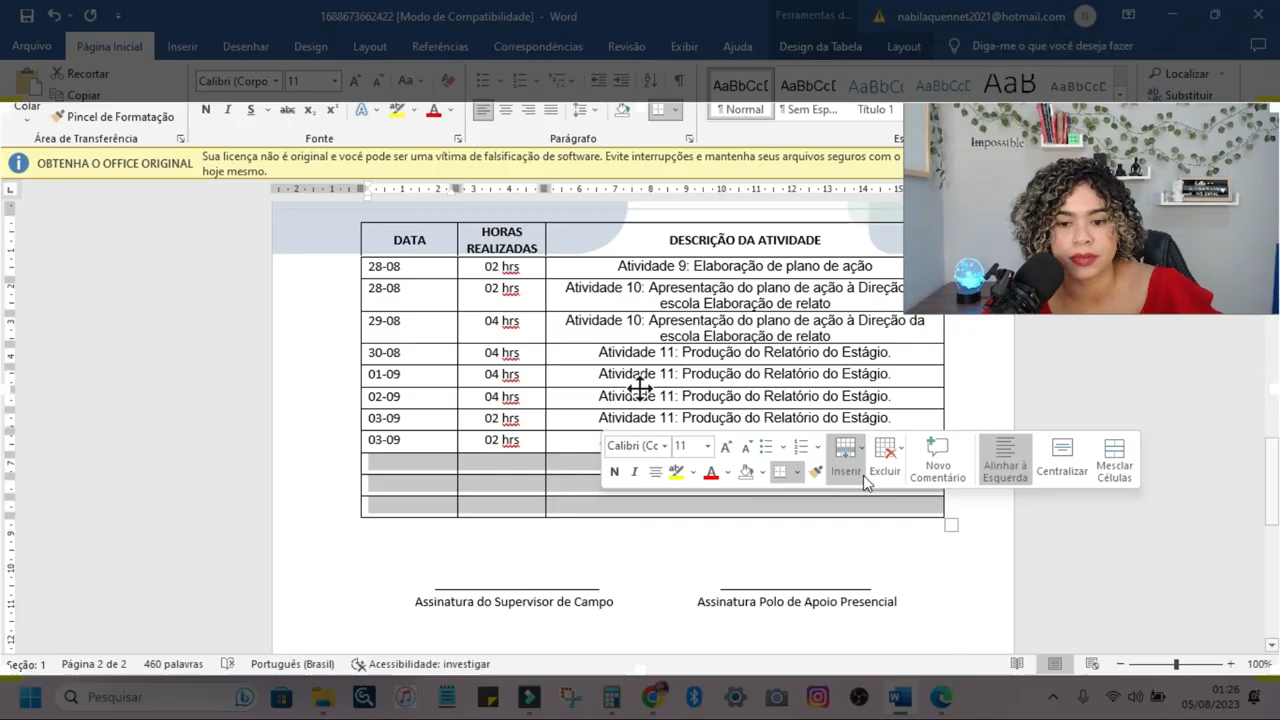 1688673662422 [Modo de Compatibilidade] - Word
Ferramentas d...
nabilaquennet2021@hotmail.com
N
Arquivo
Página Inicial
Inserir
Desenhar
Design
Layout
Referências
Correspondências
Revisão
Exibir
Ajuda
Design da Tabela
Layout
Diga-me o que você deseja fazer
Recortar
Copiar
Colar
Pincel de Formatação
Calibri (Corpo
11
AaBbCcDc
AaBbCcDc
AaBbCc
AaBbCcC
AaB
AaBbCcD
¶ Normal
¶ Sem Esp...
Título 1
Localizar
Substituir
Área de Transferência
Fonte
Parágrafo
Impossible
OBTENHA O OFFICE ORIGINAL
Sua licença não é original e você pode ser uma vítima de falsificação de software. Evite interrupções e mantenha seus arquivos seguros com o
hoje mesmo.
DATA
HORAS REALIZADAS
DESCRIÇÃO DA ATIVIDADE
28-08 02 hrs Atividade 9: Elaboração de plano de ação
28-08 02 hrs Atividade 10: Apresentação do plano de ação à Direção
escola Elaboração de relato
29-08 04 hrs Atividade 10: Apresentação do plano de ação à Direção da
escola Elaboração de relato
30-08 04 hrs Atividade 11: Produção do Relatório do Estágio.
01-09 04 hrs Atividade 11: Produção do Relatório do Estágio.
02-09 04 hrs Atividade 11: Produção do Relatório do Estágio.
03-09 02 hrs Atividade 11: Produção do Relatório do Estágio.
03-09 02 hrs
Calibri (Cc
11
Inserir
Excluir
Novo Comentário
Alinhar à Esquerda
Centralizar
Mesclar Células
Assinatura do Supervisor de Campo
Assinatura Polo de Apoio Presencial
Seção: 1
Página 2 de 2
460 palavras
Português (Brasil)
Acessibilidade: investigar
100%
Pesquisar
01:26
05/08/2023